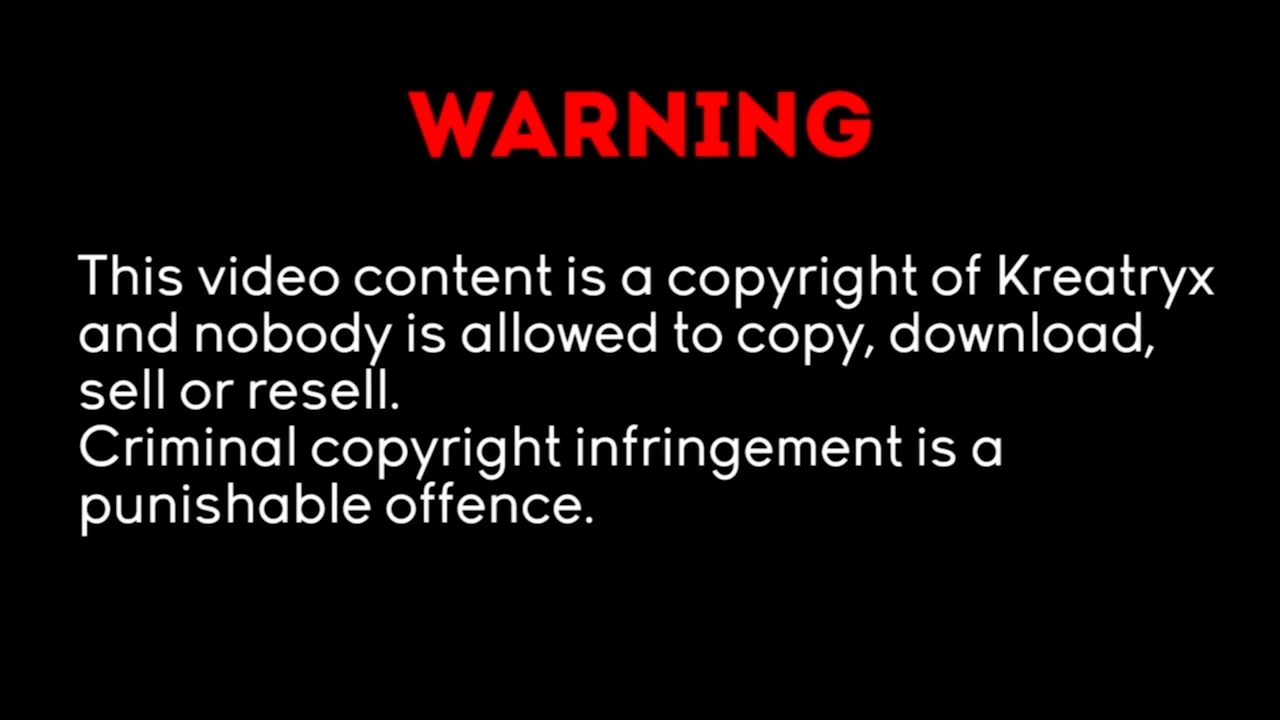 WARNING
This video content is a copyright of Kreatryx
and nobody is allowed to copy, download,
sell or resell.
Criminal copyright infringement is a
punishable offence.